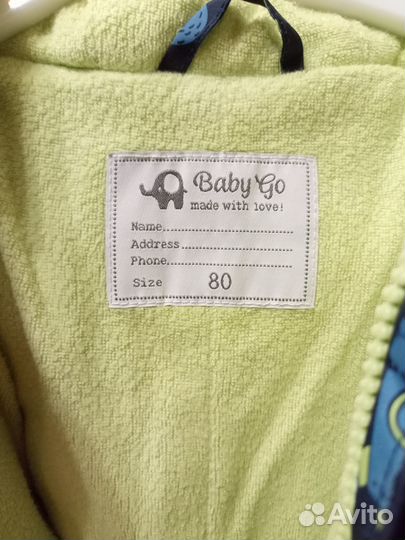 Baby Go
made with love!
Name
Address
Phone
Size 80
Avito